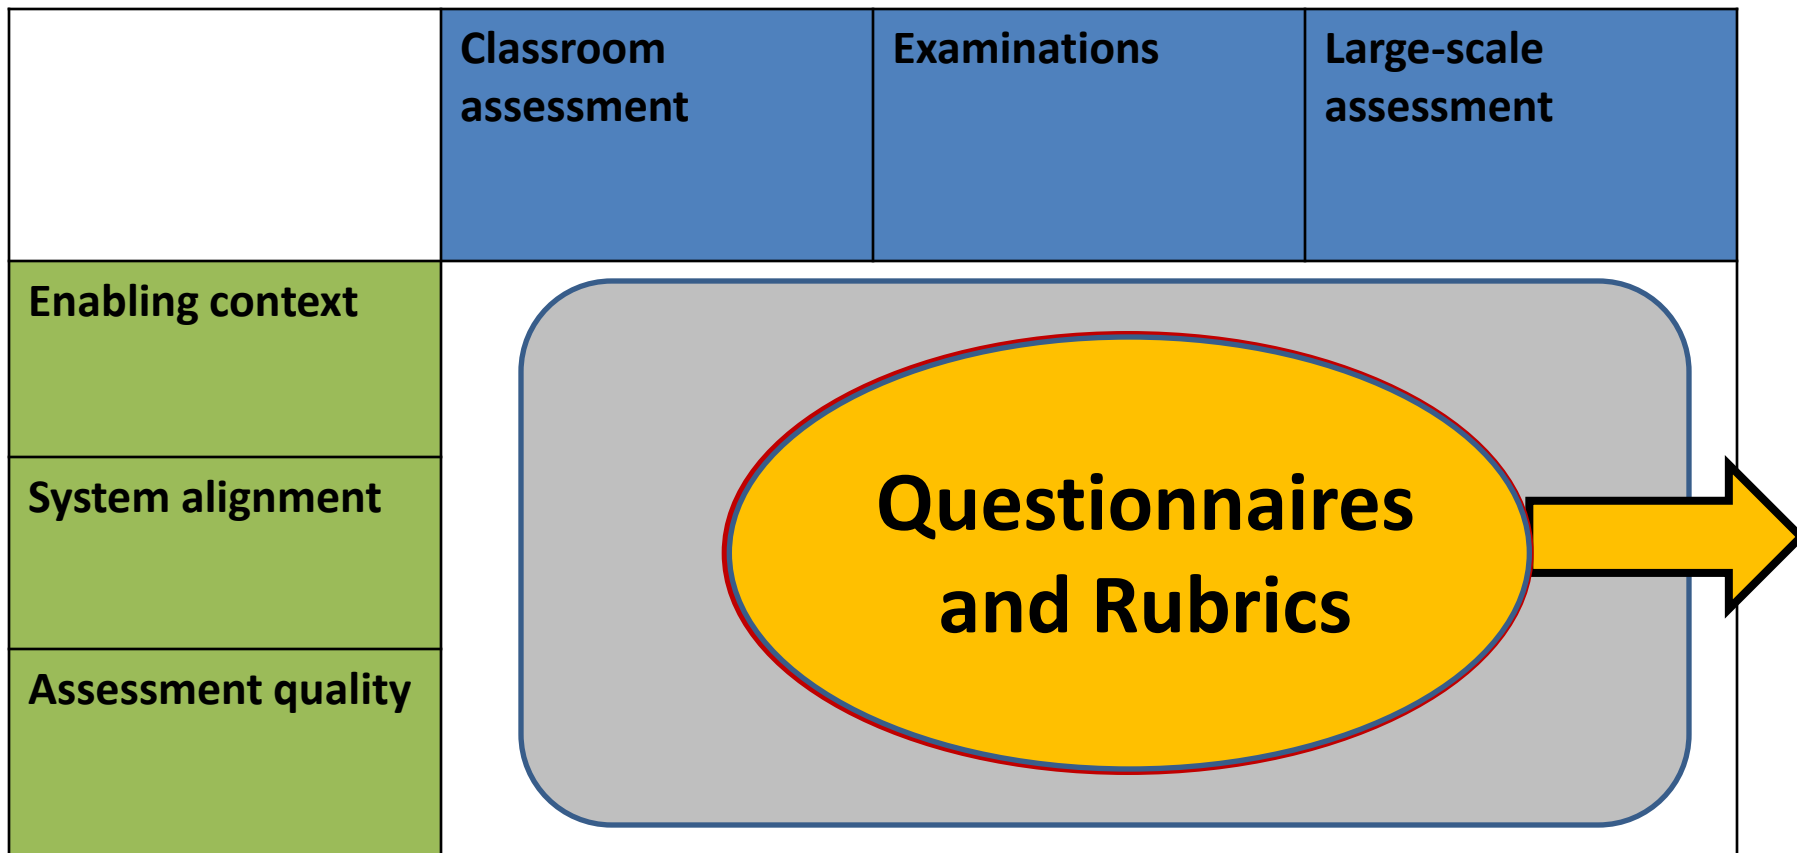 Classroom
assessment
Examinations
Large-scale
assessment
Enabling context
System alignment
Assessment quality
Questionnaires
and Rubrics